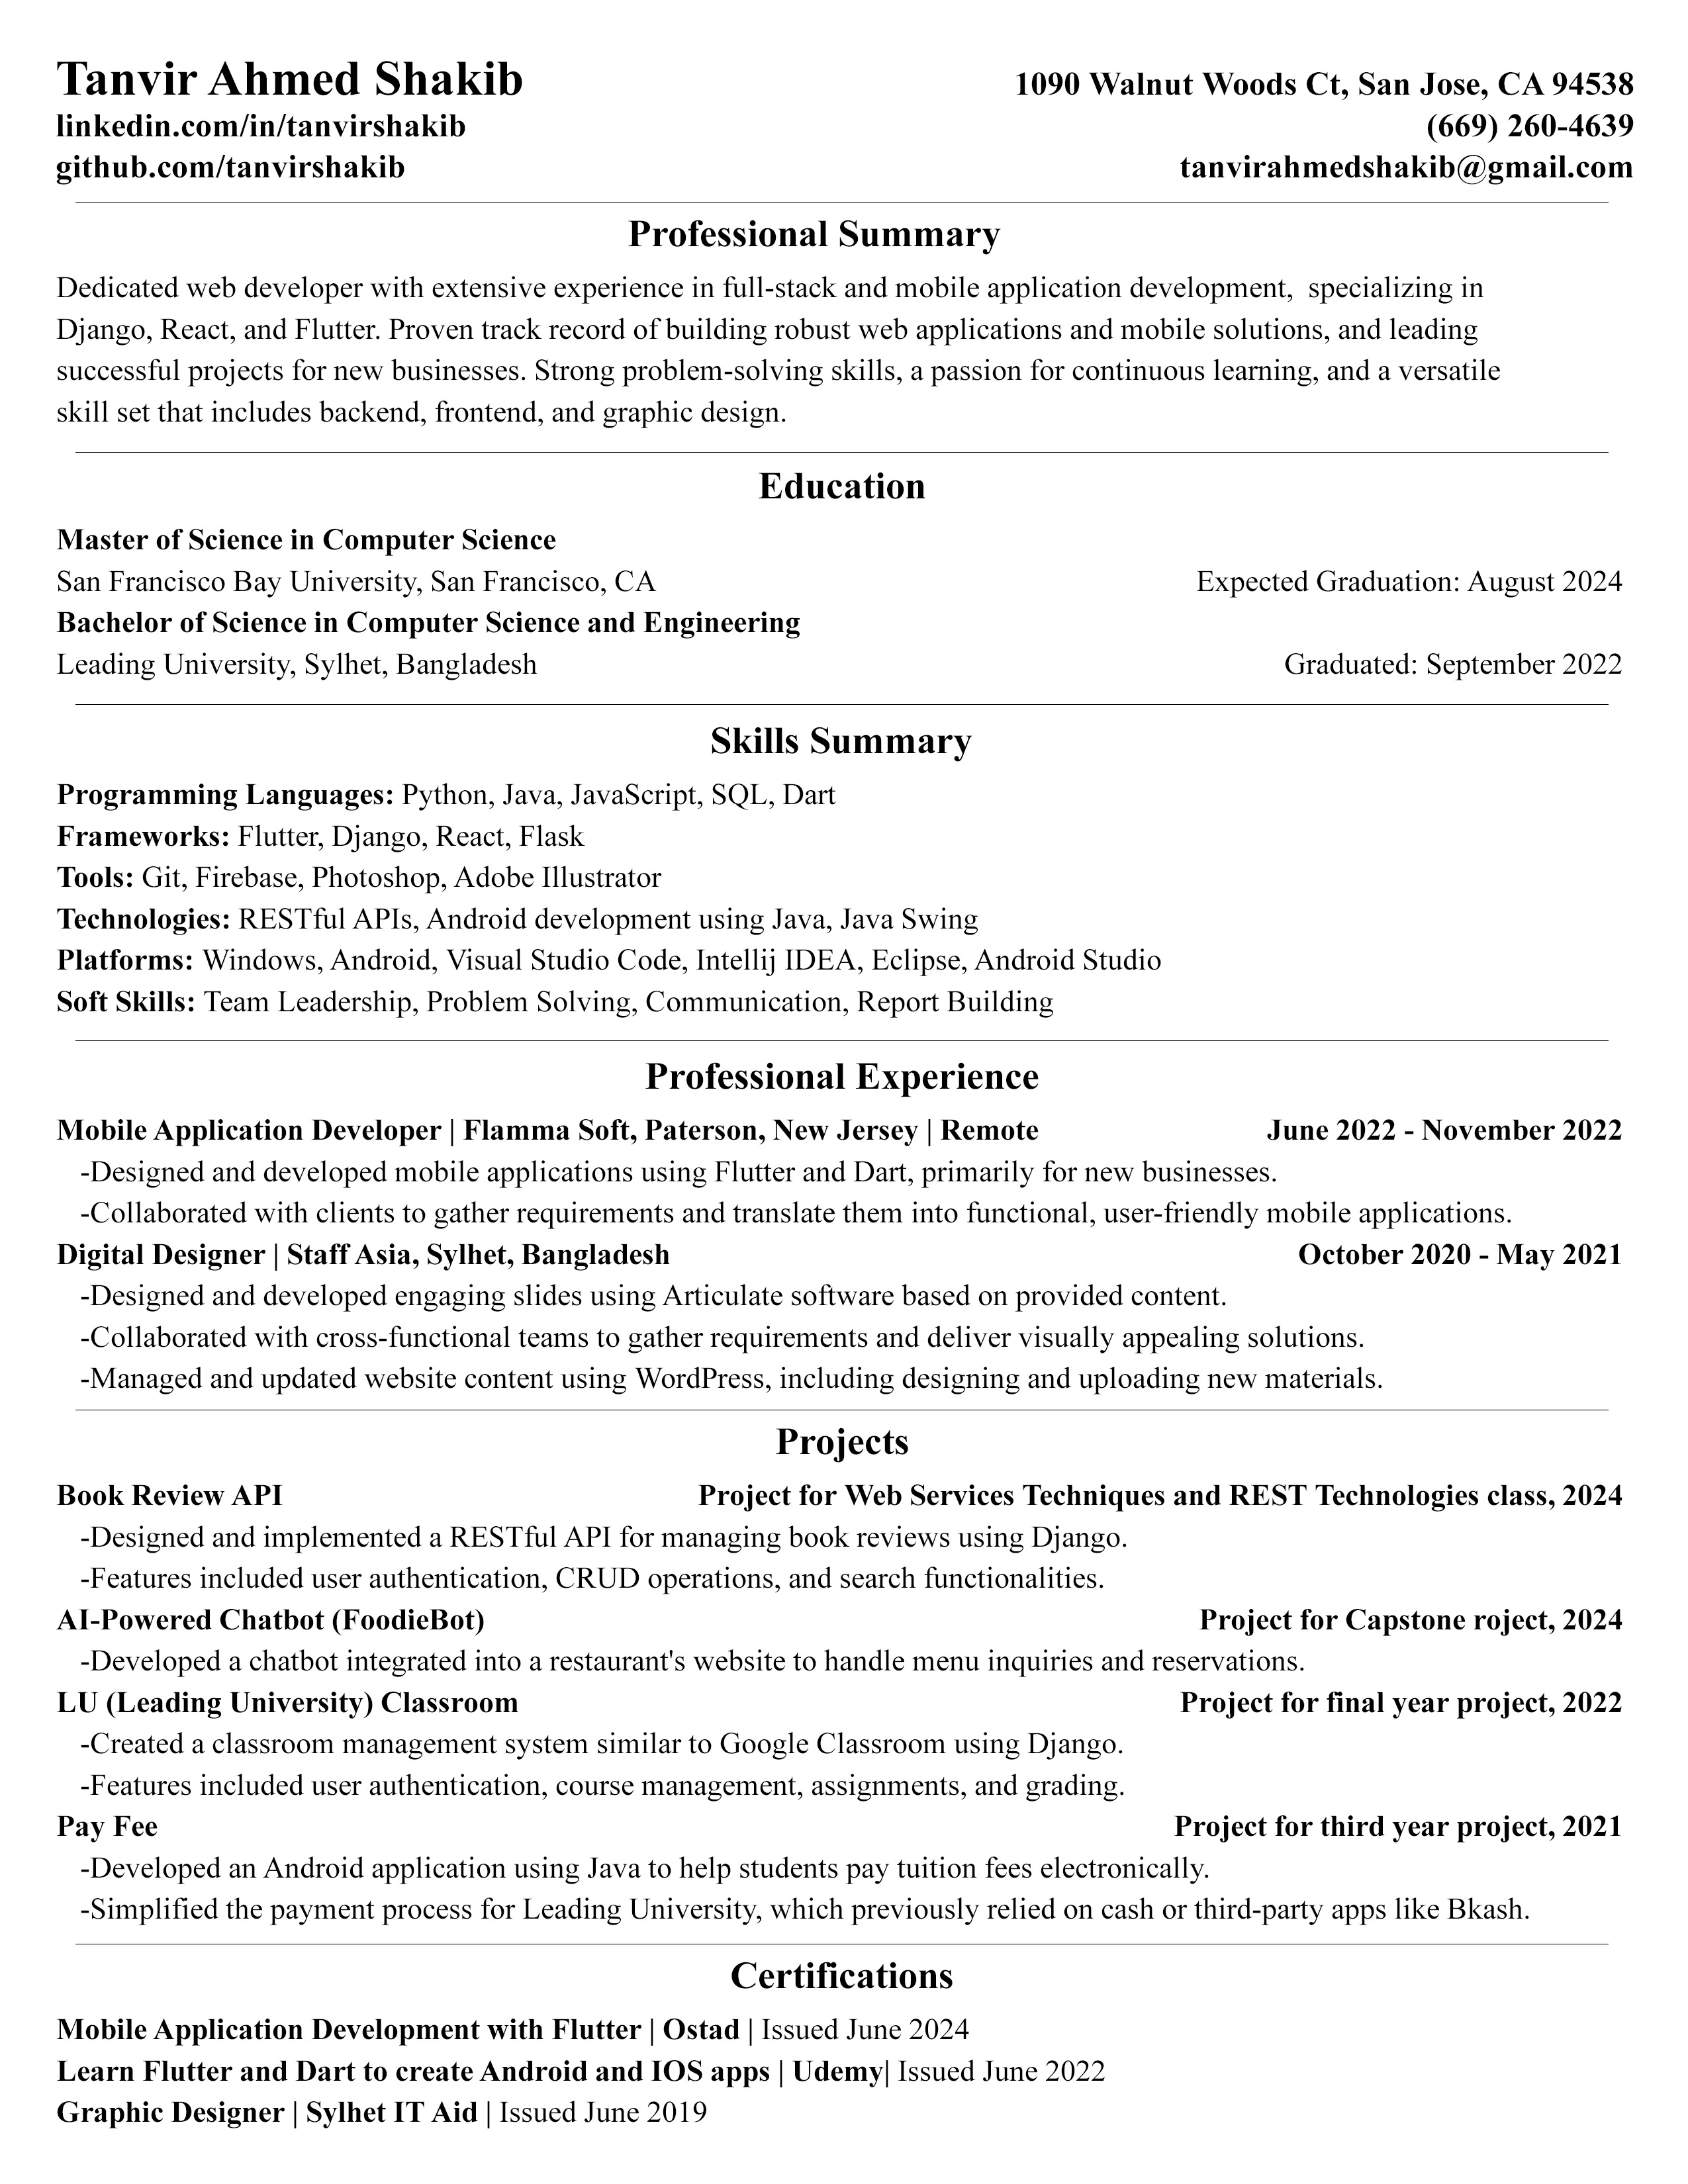 Tanvir Ahmed Shakib
1090 Walnut Woods Ct, San Jose, CA 94538
linkedin.com/in/tanvirshakib
(669) 260-4639
github.com/tanvirshakib
tanvirahmedshakib@gmail.com
Professional Summary
Dedicated web developer with extensive experience in full-stack and mobile application development,  specializing in
Django, React, and Flutter. Proven track record of building robust web applications and mobile solutions, and leading
successful projects for new businesses. Strong problem-solving skills, a passion for continuous learning, and a versatile
skill set that includes backend, frontend, and graphic design.
Education
Master of Science in Computer Science
San Francisco Bay University, San Francisco, CA Expected Graduation: August 2024
Bachelor of Science in Computer Science and Engineering
Leading University, Sylhet, Bangladesh Graduated: September 2022
Skills Summary
Programming Languages: Python, Java, JavaScript, SQL, Dart
Frameworks: Flutter, Django, React, Flask
Tools: Git, Firebase, Photoshop, Adobe Illustrator
Technologies: RESTful APIs, Android development using Java, Java Swing
Platforms: Windows, Android, Visual Studio Code, Intellij IDEA, Eclipse, Android Studio
Soft Skills: Team Leadership, Problem Solving, Communication, Report Building
Professional Experience
Mobile Application Developer | Flamma Soft, Paterson, New Jersey | Remote June 2022 - November 2022
-Designed and developed mobile applications using Flutter and Dart, primarily for new businesses.
-Collaborated with clients to gather requirements and translate them into functional, user-friendly mobile applications.
Digital Designer | Staff Asia, Sylhet, Bangladesh October 2020 - May 2021
-Designed and developed engaging slides using Articulate software based on provided content.
-Collaborated with cross-functional teams to gather requirements and deliver visually appealing solutions.
-Managed and updated website content using WordPress, including designing and uploading new materials.
Projects
Book Review API Project for Web Services Techniques and REST Technologies class, 2024
-Designed and implemented a RESTful API for managing book reviews using Django.
-Features included user authentication, CRUD operations, and search functionalities.
AI-Powered Chatbot (FoodieBot) Project for Capstone roject, 2024
-Developed a chatbot integrated into a restaurant's website to handle menu inquiries and reservations.
LU (Leading University) Classroom Project for final year project, 2022
-Created a classroom management system similar to Google Classroom using Django.
-Features included user authentication, course management, assignments, and grading.
Pay Fee Project for third year project, 2021
-Developed an Android application using Java to help students pay tuition fees electronically.
-Simplified the payment process for Leading University, which previously relied on cash or third-party apps like Bkash.
Certifications
Mobile Application Development with Flutter | Ostad | Issued June 2024
Learn Flutter and Dart to create Android and IOS apps | Udemy| Issued June 2022
Graphic Designer | Sylhet IT Aid | Issued June 2019